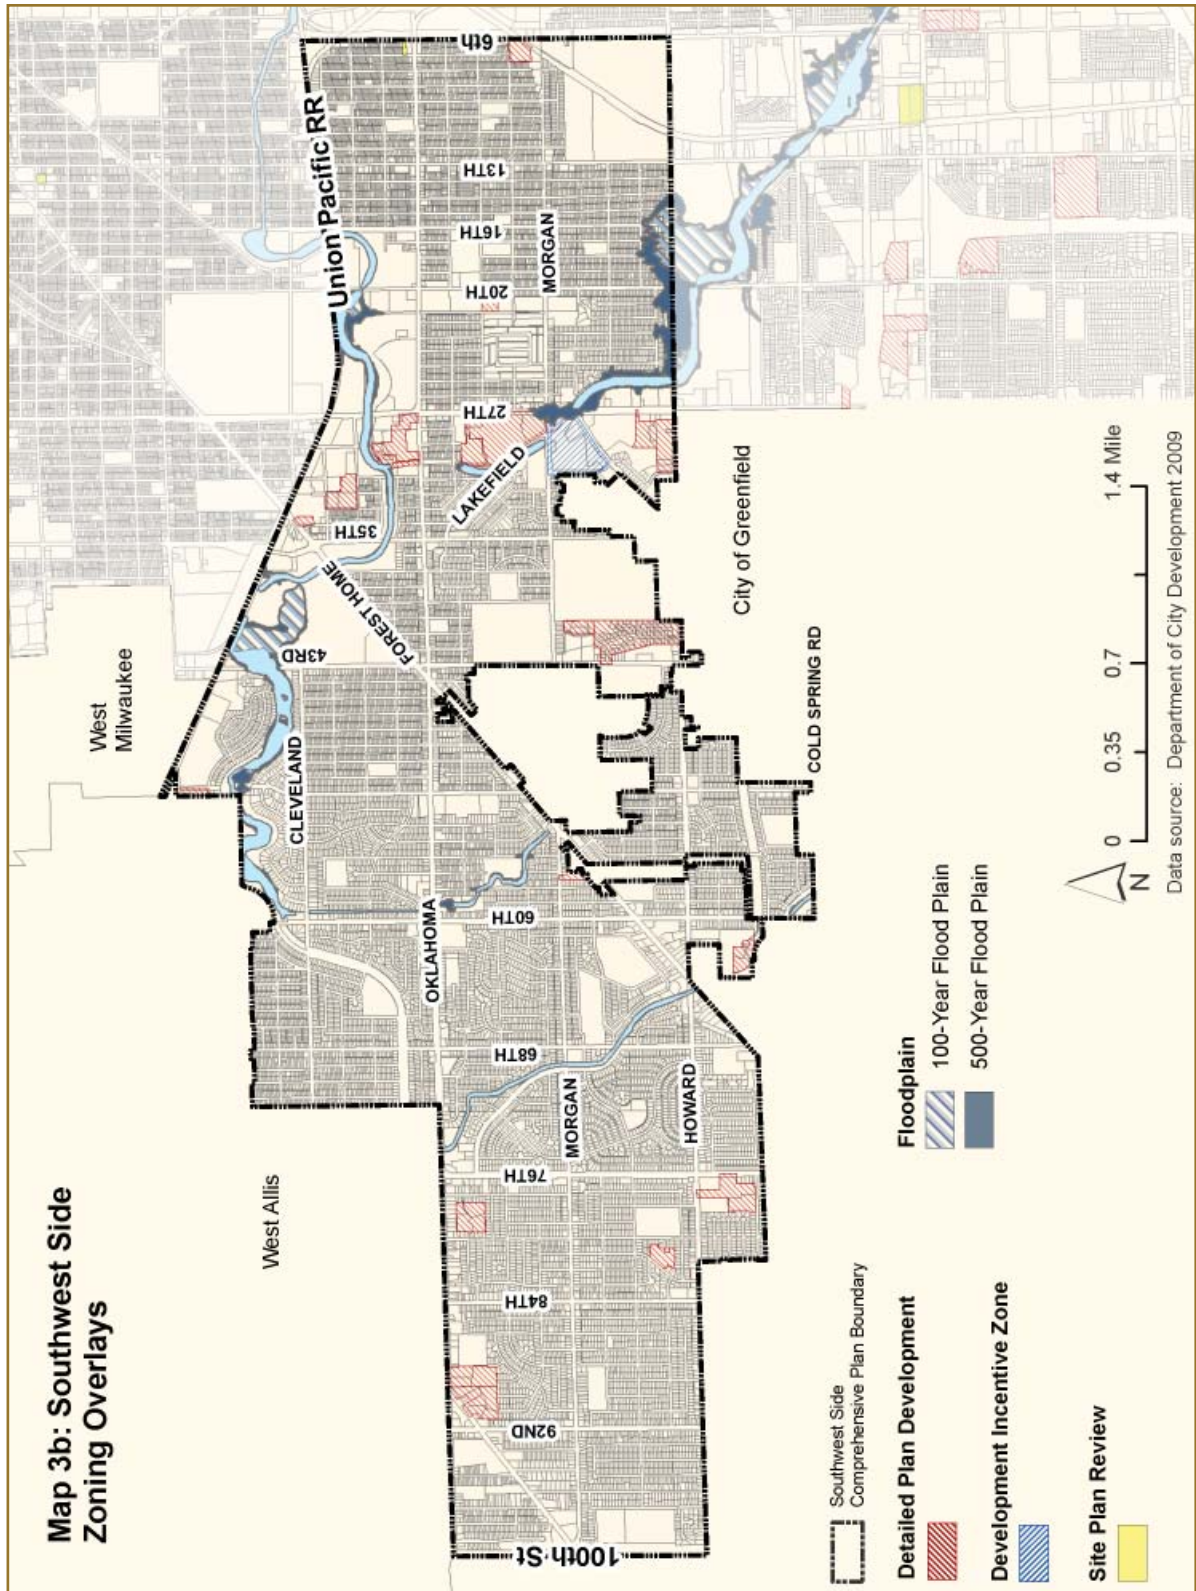 Map 3b: Southwest Side
Zoning Overlays
West
Milwaukee
West Allis
Union Pacific RR
6th
13TH
16TH
20TH
27TH
35TH
43RD
MORGAN
LAKEFIELD
FOREST HOME
CLEVELAND
OKLAHOMA
60TH
68TH
76TH
84TH
92ND
100th St
MORGAN
HOWARD
City of Greenfield
COLD SPRING RD
Southwest Side
Comprehensive Plan Boundary
Detailed Plan Development
Development Incentive Zone
Site Plan Review
Floodplain
100-Year Flood Plain
500-Year Flood Plain
N
0 0.35 0.7 1.4 Mile
Data source: Department of City Development 2009